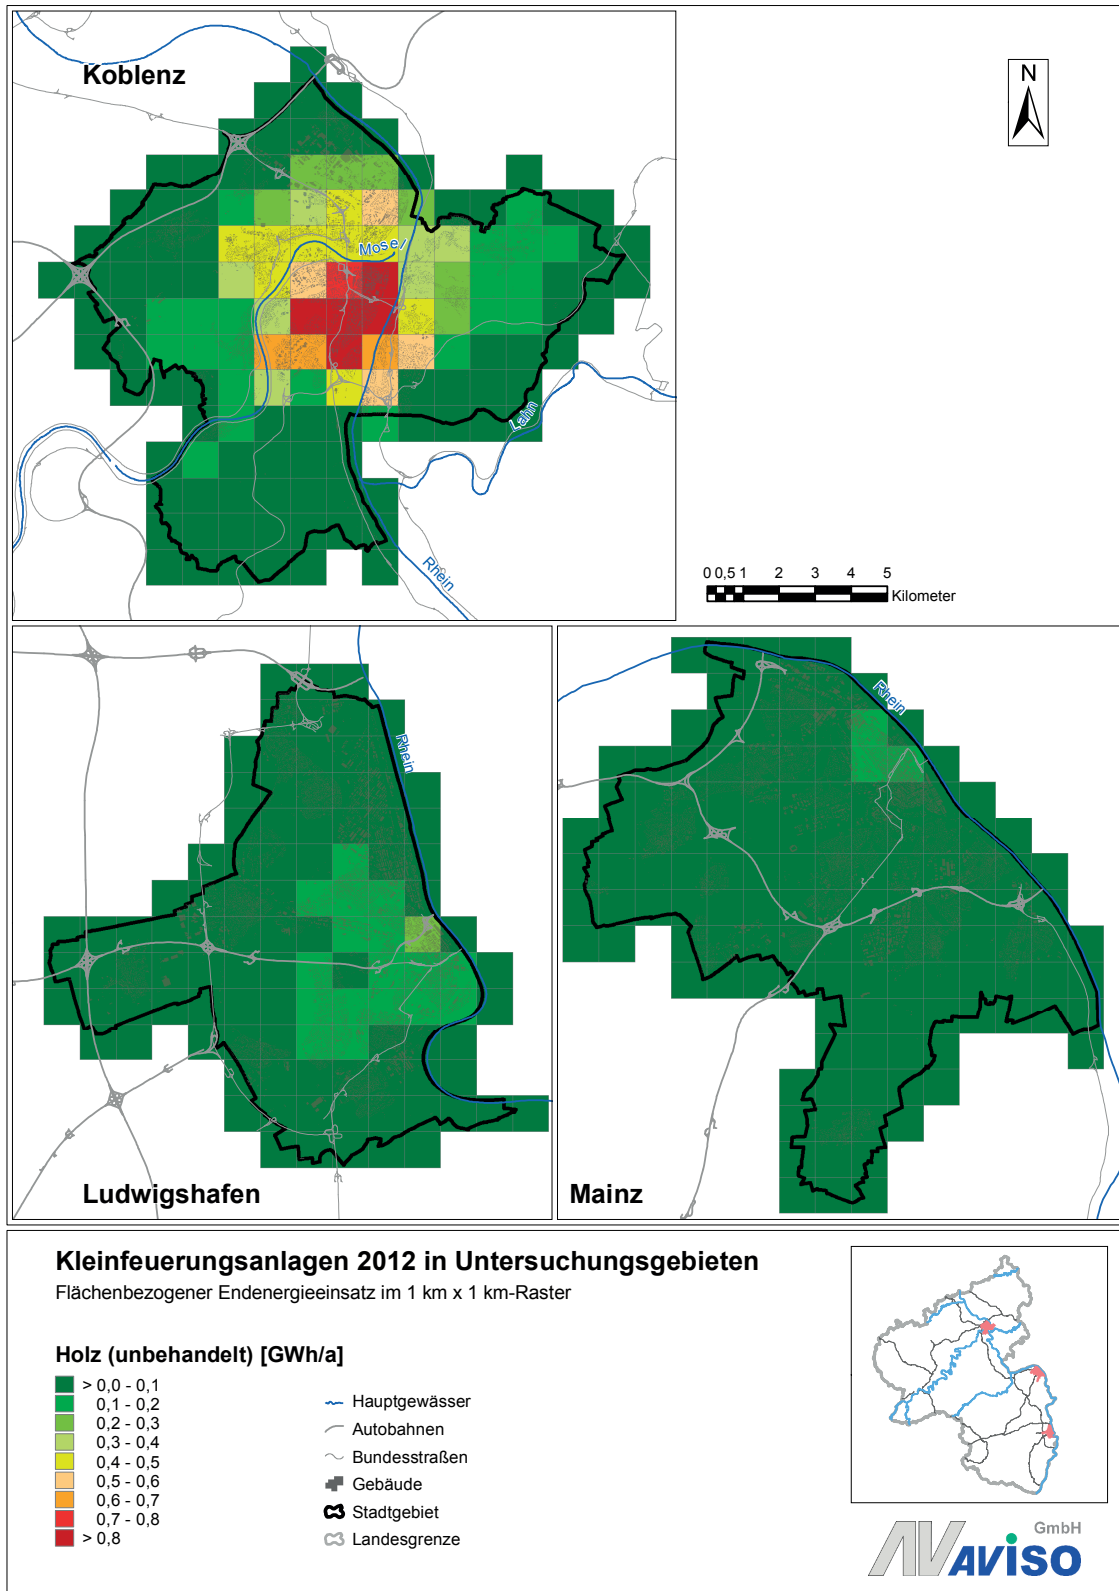 Koblenz
N
Mosel
Lahn
Rhein
0 0,5 1 2 3 4 5
Kilometer
Rhein
Ludwigshafen
Rhein
Mainz
Kleinfeuerungsanlagen 2012 in Untersuchungsgebieten
Flächenbezogener Endenergieeinsatz im 1 km x 1 km-Raster
Holz (unbehandelt) [GWh/a]
> 0,0 - 0,1
0,1 - 0,2
0,2 - 0,3
0,3 - 0,4
0,4 - 0,5
0,5 - 0,6
0,6 - 0,7
0,7 - 0,8
> 0,8
Hauptgewässer
Autobahnen
Bundesstraßen
Gebäude
Stadtgebiet
Landesgrenze
GmbH
AVISO